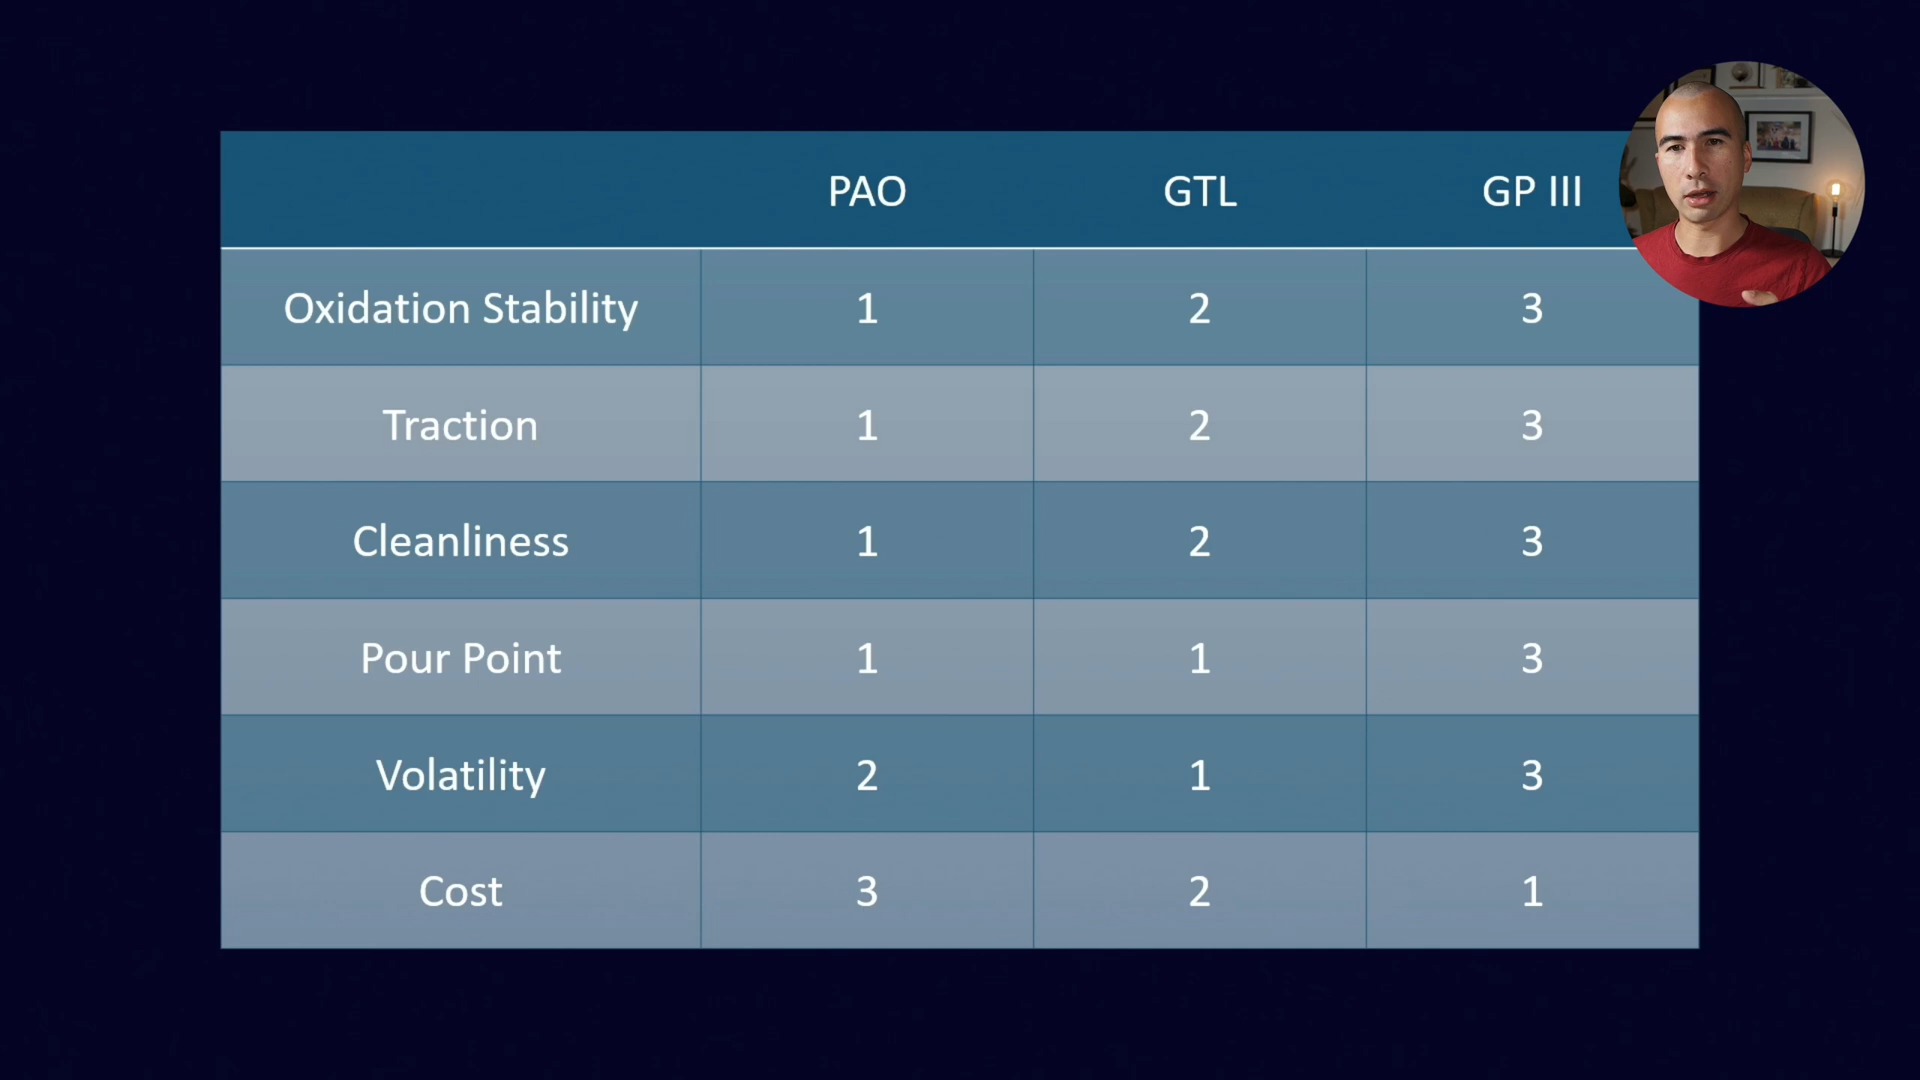 PAO GTL GP III
Oxidation Stability 1 2 3
Traction 1 2 3
Cleanliness 1 2 3
Pour Point 1 1 3
Volatility 2 1 3
Cost 3 2 1